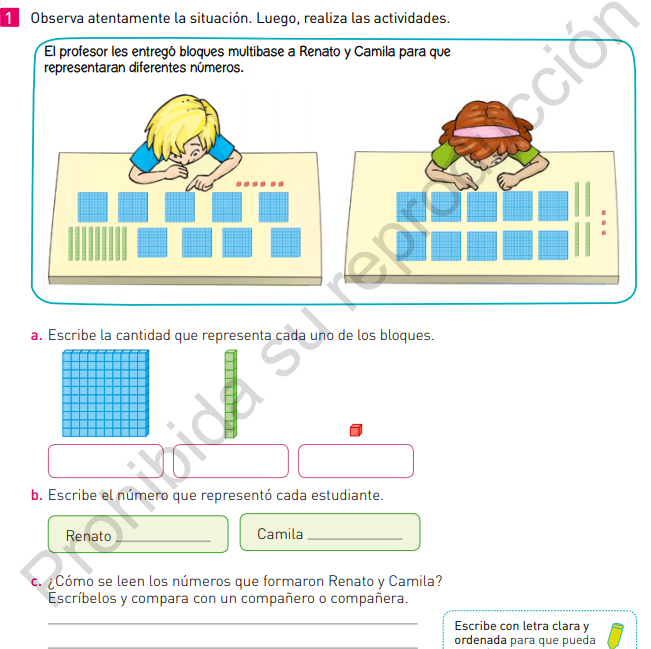 1 Observa atentamente la situación. Luego, realiza las actividades.
El profesor les entregó bloques multibase a Renato y Camila para que
representaran diferentes números.
a. Escribe la cantidad que representa cada uno de los bloques.
b. Escribe el número que representó cada estudiante.
Renato
Camila
c. ¿Cómo se leen los números que formaron Renato y Camila?
Escríbelos y compara con un compañero o compañera.
Escribe con letra clara y
ordenada para que pueda
Prohibida su reproducción